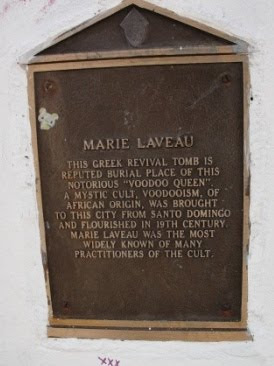 MARIE LAVEAU
THIS GREEK REVIVAL TOMB IS
REPUTED BURIAL PLACE OF THIS
NOTORIOUS "VOODOO QUEEN".
A MYSTIC CULT, VOODOOISM, OF
AFRICAN ORIGIN, WAS BROUGHT
TO THIS CITY FROM SANTO DOMINGO
AND FLOURISHED IN 19TH CENTURY.
MARIE LAVEAU WAS THE MOST
WIDELY KNOWN OF MANY
PRACTITIONERS OF THE CULT.
xxx